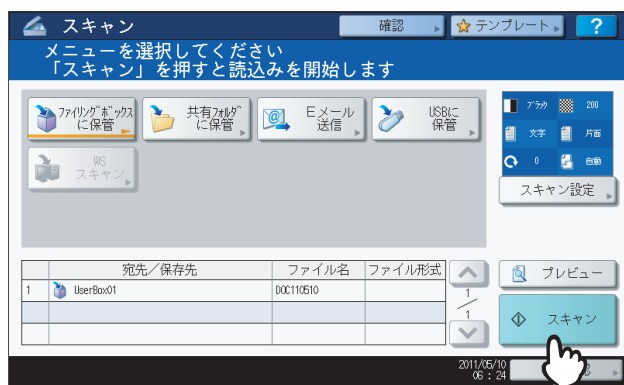 スキャン
確認
テンプレート
?
メニューを選択してください
「スキャン」を押すと読込みを開始します
ファイリングボックス
に保管
共有フォルダ
に保管
Eメール
送信
USBに
保管
WS
スキャン
ブラック
200
文字
片面
0
自動
スキャン設定
宛先/保存先
ファイル名
ファイル形式
1
UserBox01
DOC110510
1
1
プレビュー
スキャン
2011/05/10
06 : 24